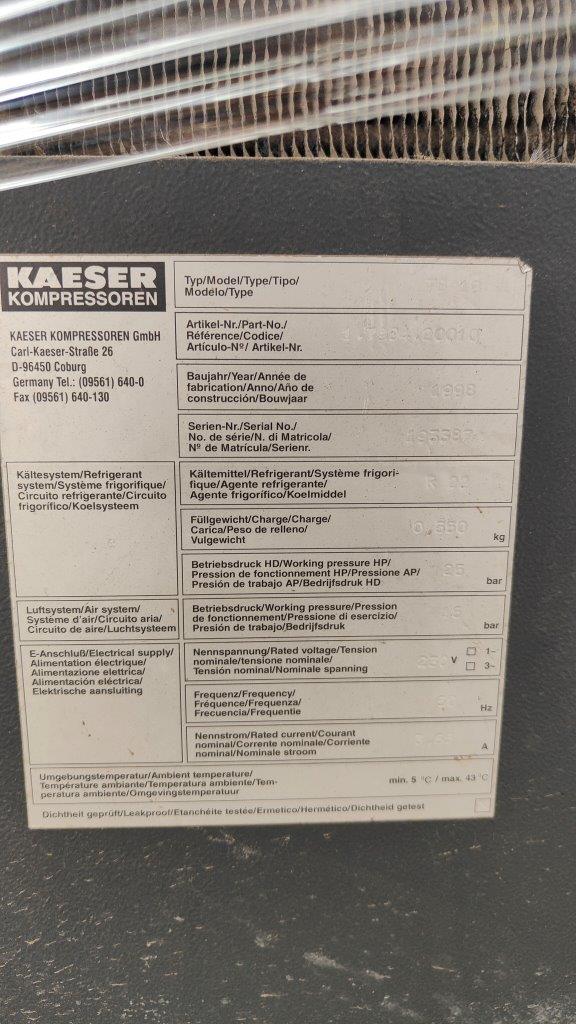 KAESER
KOMPRESSOREN
KAESER KOMPRESSOREN GmbH
Carl-Kaeser-Straße 26
D-96450 Coburg
Germany Tel.: (09561) 640-0
Fax (09561) 640-130
Typ/Model/Type/Tipo/
Modélo/Type
Artikel-Nr./Part-No./
Référence/Codice/
Artículo-Nº/ Artikel-Nr.
Baujahr/Year/Année de
fabrication/Anno/Año de
construcción/Bouwjaar
1998
Serien-Nr./Serial No./
No. de série/N. di Matricola/
Nº de Matrícula/Serienr.
Kältesystem/Refrigerant
system/Système frigorifique/
Circuito refrigerante/Circuito
frigorífico/Koelsysteem
Kältemittel/Refrigerant/Système frigori-
fique/Agente refrigerante/
Agente frigorífico/Koelmiddel
R 22
Füllgewicht/Charge/Charge/
Carica/Peso de relleno/
Vulgewicht
0,550
kg
Betriebsdruck HD/Working pressure HP/
Pression de fonctionnement HP/Pressione AP/
Presión de trabajo AP/Bedrijfsdruk HD
bar
Luftsystem/Air system/
Système d'air/Circuito aria/
Circuito de aire/Luchtsysteem
Betriebsdruck/Working pressure/Pression
de fonctionnement/Pressione di esercizio/
Presión de trabajo/Bedrijfsdruk
bar
E-Anschluß/Electrical supply/
Alimentation électrique/
Alimentazione elettrica/
Alimentación eléctrica/
Elektrische aansluiting
Nennspannung/Rated voltage/Tension
nominale/tensione nominale/
Tensión nominal/Nominale spanning
230 V
1~
3~
Frequenz/Frequency/
Fréquence/Frequenza/
Frecuencia/Frequentie
Hz
Nennstrom/Rated current/Courant
nominal/Corrente nominale/Corriente
nominal/Nominale stroom
A
Umgebungstemperatur/Ambient temperature/
Température ambiante/Temperatura ambiente/Tem-
peratura ambiente/Omgevingstemperatuur
min. 5 °C / max. 43 °C
Dichtheit geprüft/Leakproof/Etanchéite testée/Ermetico/Hermético/Dichtheid getest